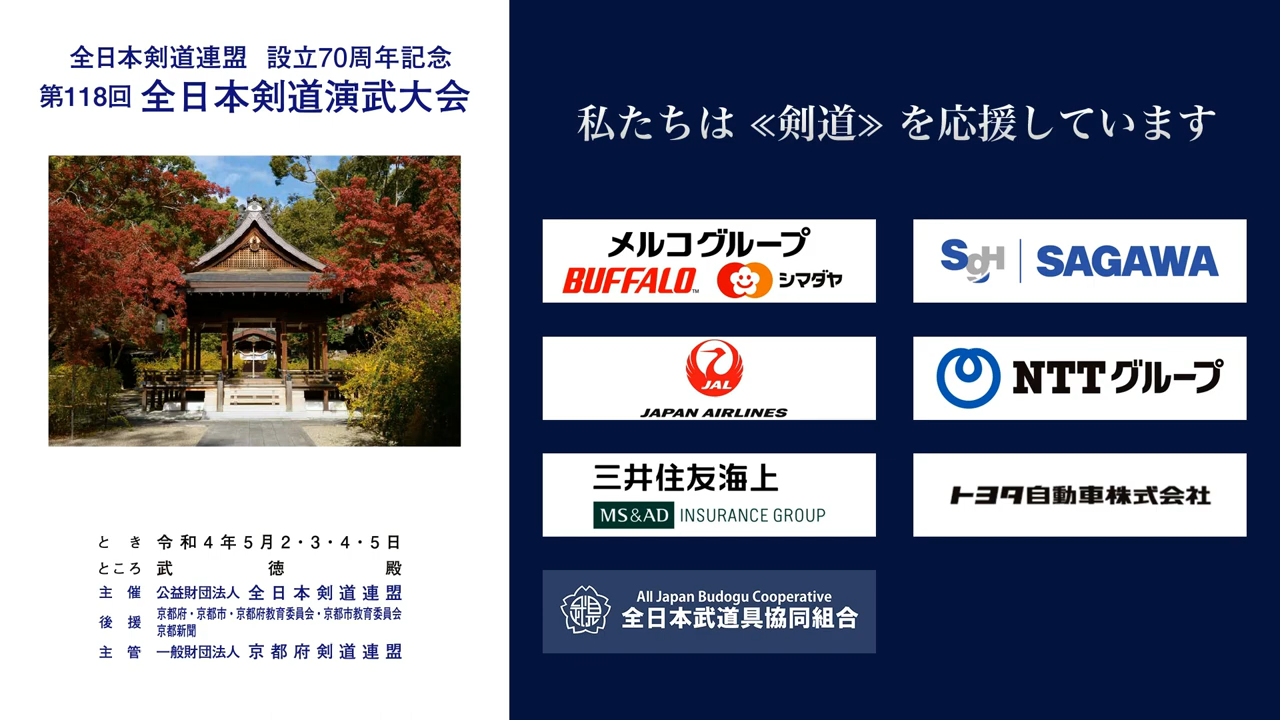 全日本剣道連盟 設立70周年記念
第118回 全日本剣道演武大会
とき 令和4年5月2・3・4・5日
ところ 武徳殿
主催 公益財団法人 全日本剣道連盟
後援 京都府・京都市・京都府教育委員会・京都市教育委員会
京都新聞
主管 一般財団法人 京都府剣道連盟
私たちは ≪剣道≫ を応援しています
メルコグループ
BUFFALO™ シマダヤ
SGH SAGAWA
JAL
JAPAN AIRLINES
NTTグループ
三井住友海上
MS&AD INSURANCE GROUP
トヨタ自動車株式会社
All Japan Budogu Cooperative
全日本武道具協同組合